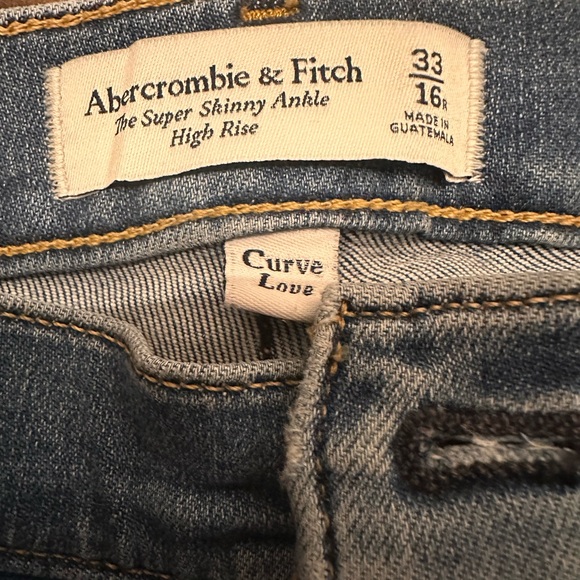 Abercrombie & Fitch
The Super Skinny Ankle
High Rise
33
16R
MADE IN
GUATEMALA
Curve
Love